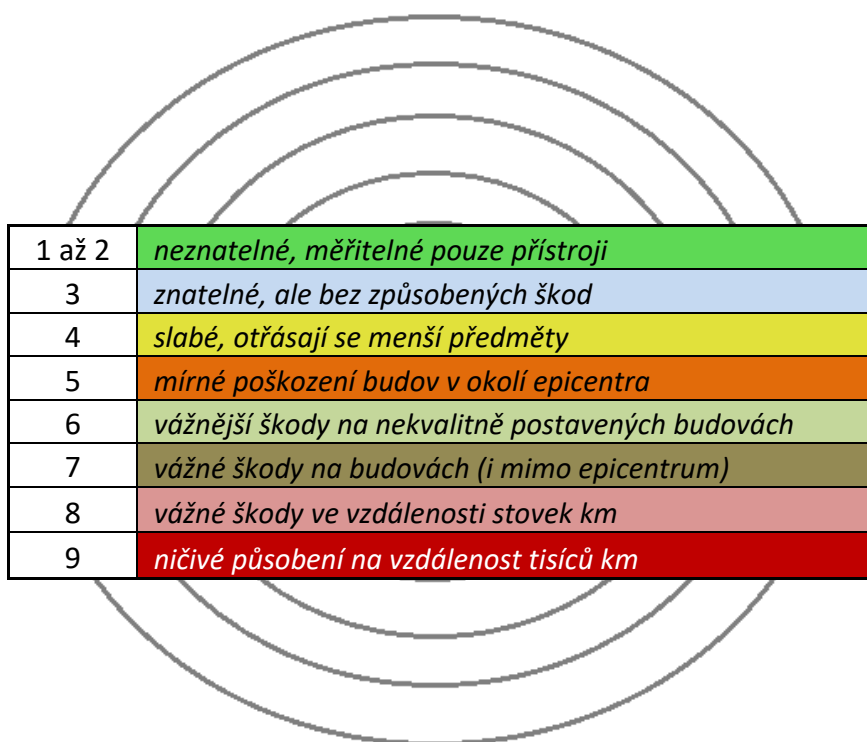 1 až 2 neznatelné, měřitelné pouze přístroji
3 znatelné, ale bez způsobených škod
4 slabé, otřásají se menší předměty
5 mírné poškození budov v okolí epicentra
6 vážnější škody na nekvalitně postavených budovách
7 vážné škody na budovách (i mimo epicentrum)
8 vážné škody ve vzdálenosti stovek km
9 ničivé působení na vzdálenost tisíců km